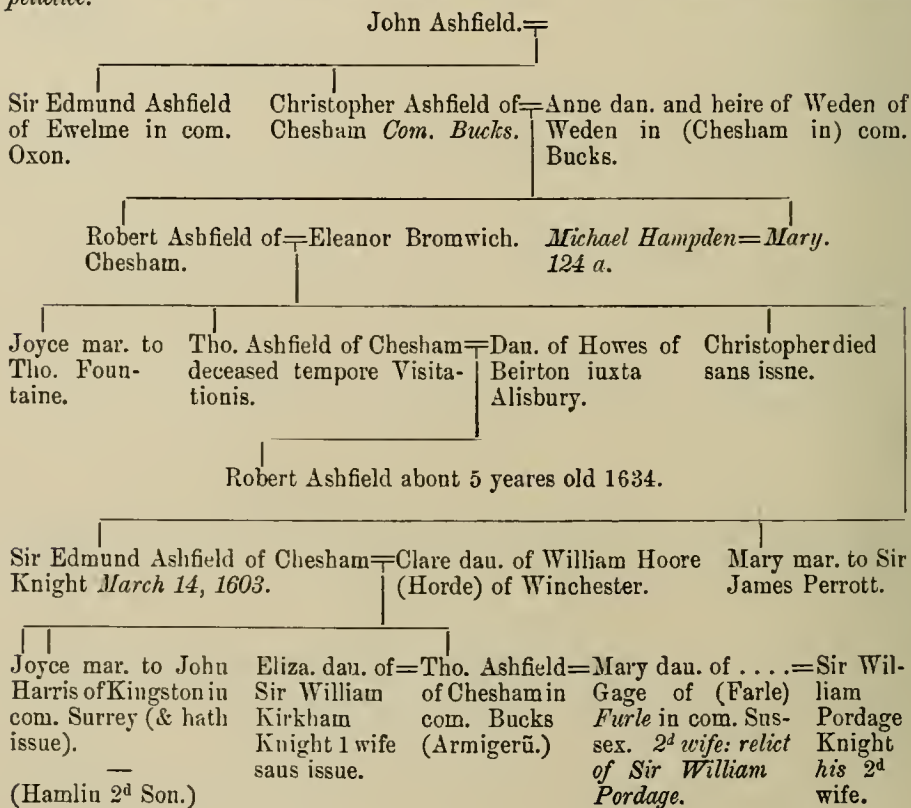 John Ashfield.
Sir Edmund Ashfield
of Ewelme in com.
Oxon.
Christopher Ashfield of=
Chesham Com. Bucks.
Anne dan. and heire of Weden of
Weden in (Chesham in) com.
Bucks.
Robert Ashfield of=Eleanor Bromwich.
Chesham.
Michael Hampden=Mary.
124 a.
Joyce mar. to
Tho. Foun-
taine.
Tho. Ashfield of Chesham=
deceased tempore Visita-
tionis.
Dan. of Howes of
Beirton iuxta
Alisbury.
Christopher died
sans issne.
Robert Ashfield abont 5 yeares old 1634.
Sir Edmund Ashfield of Chesham=
Knight March 14, 1603.
Clare dau. of William Hoore
(Horde) of Winchester.
Mary mar. to Sir
James Perrott.
Joyce mar. to John
Harris of Kingston in
com. Surrey (& hath
issue).
(Hamlin 2d Son.)
Eliza. dau. of=
Sir William
Kirkham
Knight 1 wife
saus issue.
Tho. Ashfield=
of Chesham in
com. Bucks
(Armigerũ.)
Mary dau. of . . . .=
Gage of (Farle)
Furle in com. Sus-
sex. 2d wife: relict
of Sir William
Pordage.
Sir Wil-
liam
Pordage
Knight
his 2d
wife.